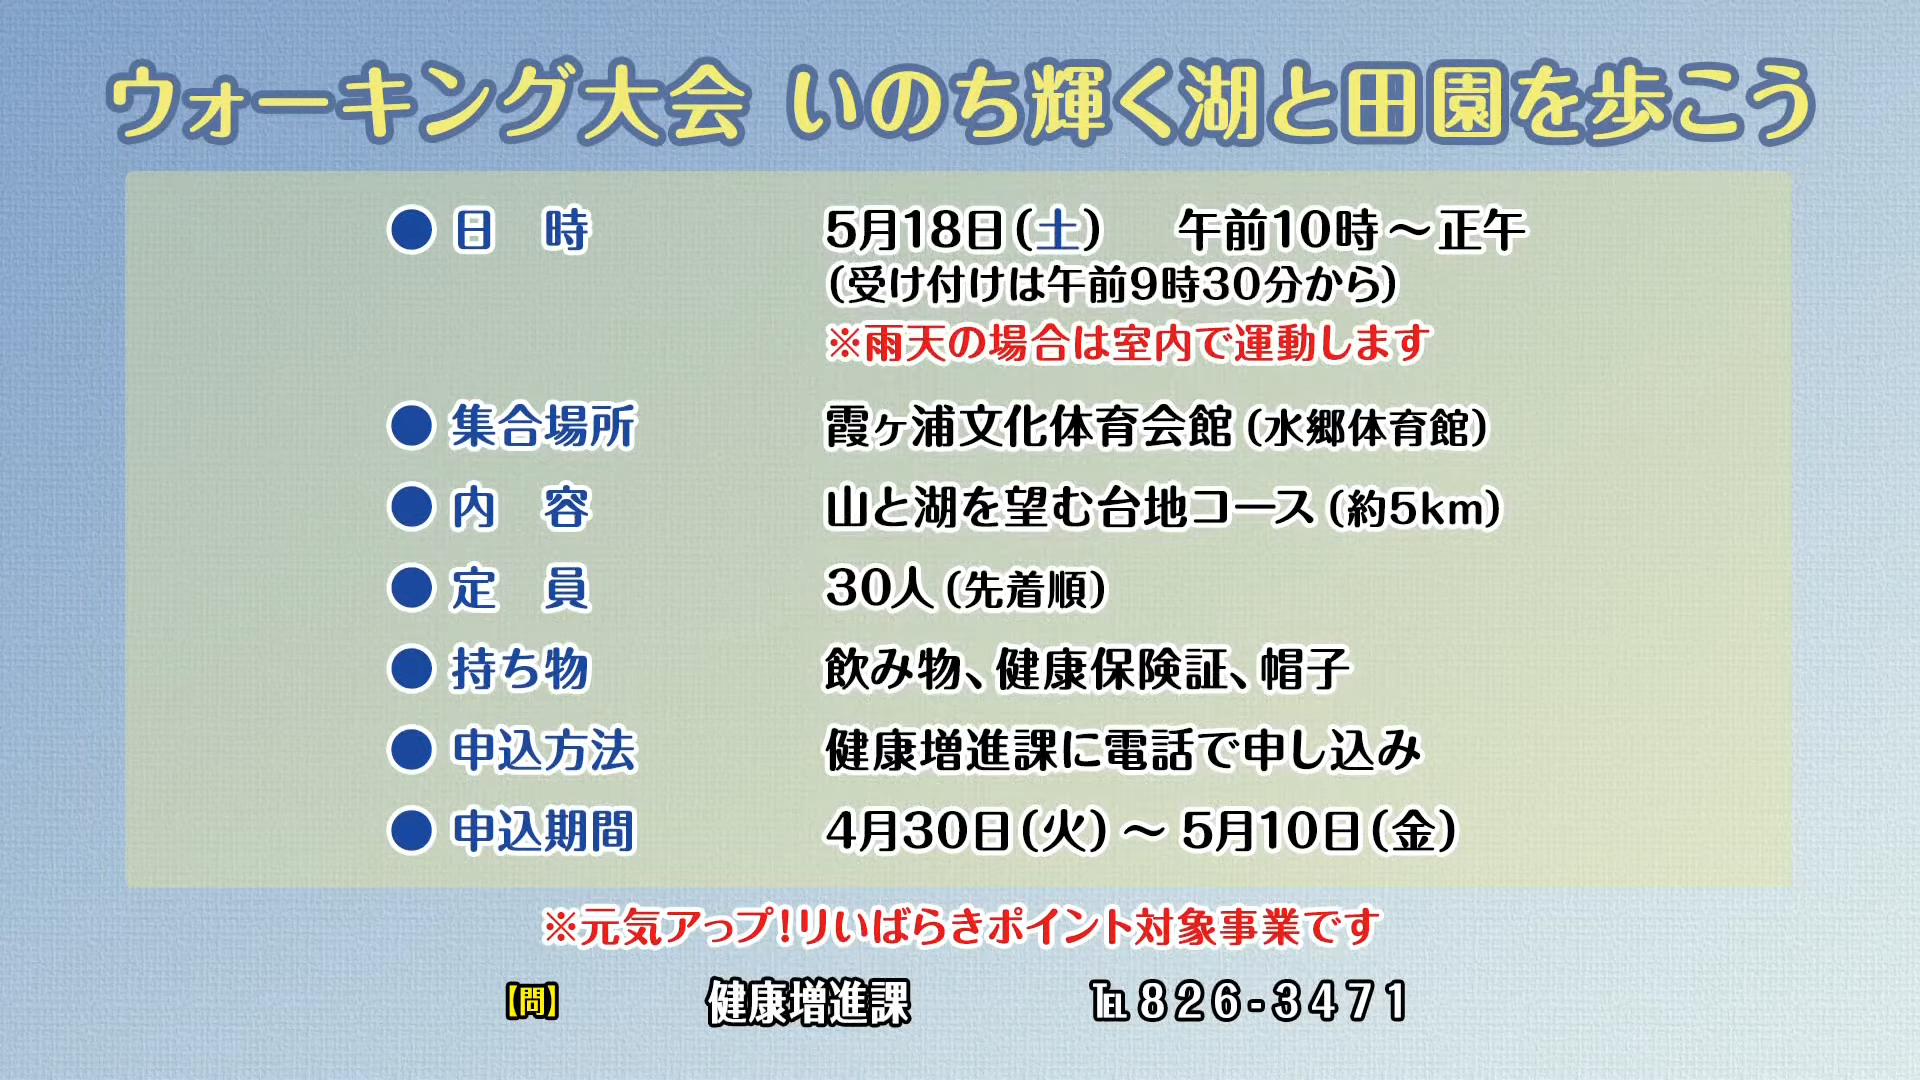 ウォーキング大会 いのち輝く湖と田園を歩こう
● 日　時　5月18日(土)　午前10時～正午
(受け付けは午前9時30分から)
※雨天の場合は室内で運動します
● 集合場所　霞ヶ浦文化体育会館(水郷体育館)
● 内　容　山と湖を望む台地コース(約5km)
● 定　員　30人(先着順)
● 持ち物　飲み物、健康保険証、帽子
● 申込方法　健康増進課に電話で申し込み
● 申込期間　4月30日(火)～5月10日(金)
※元気アっプ!リいばらきポイント対象事業です
【問】　健康増進課　℡826-3471